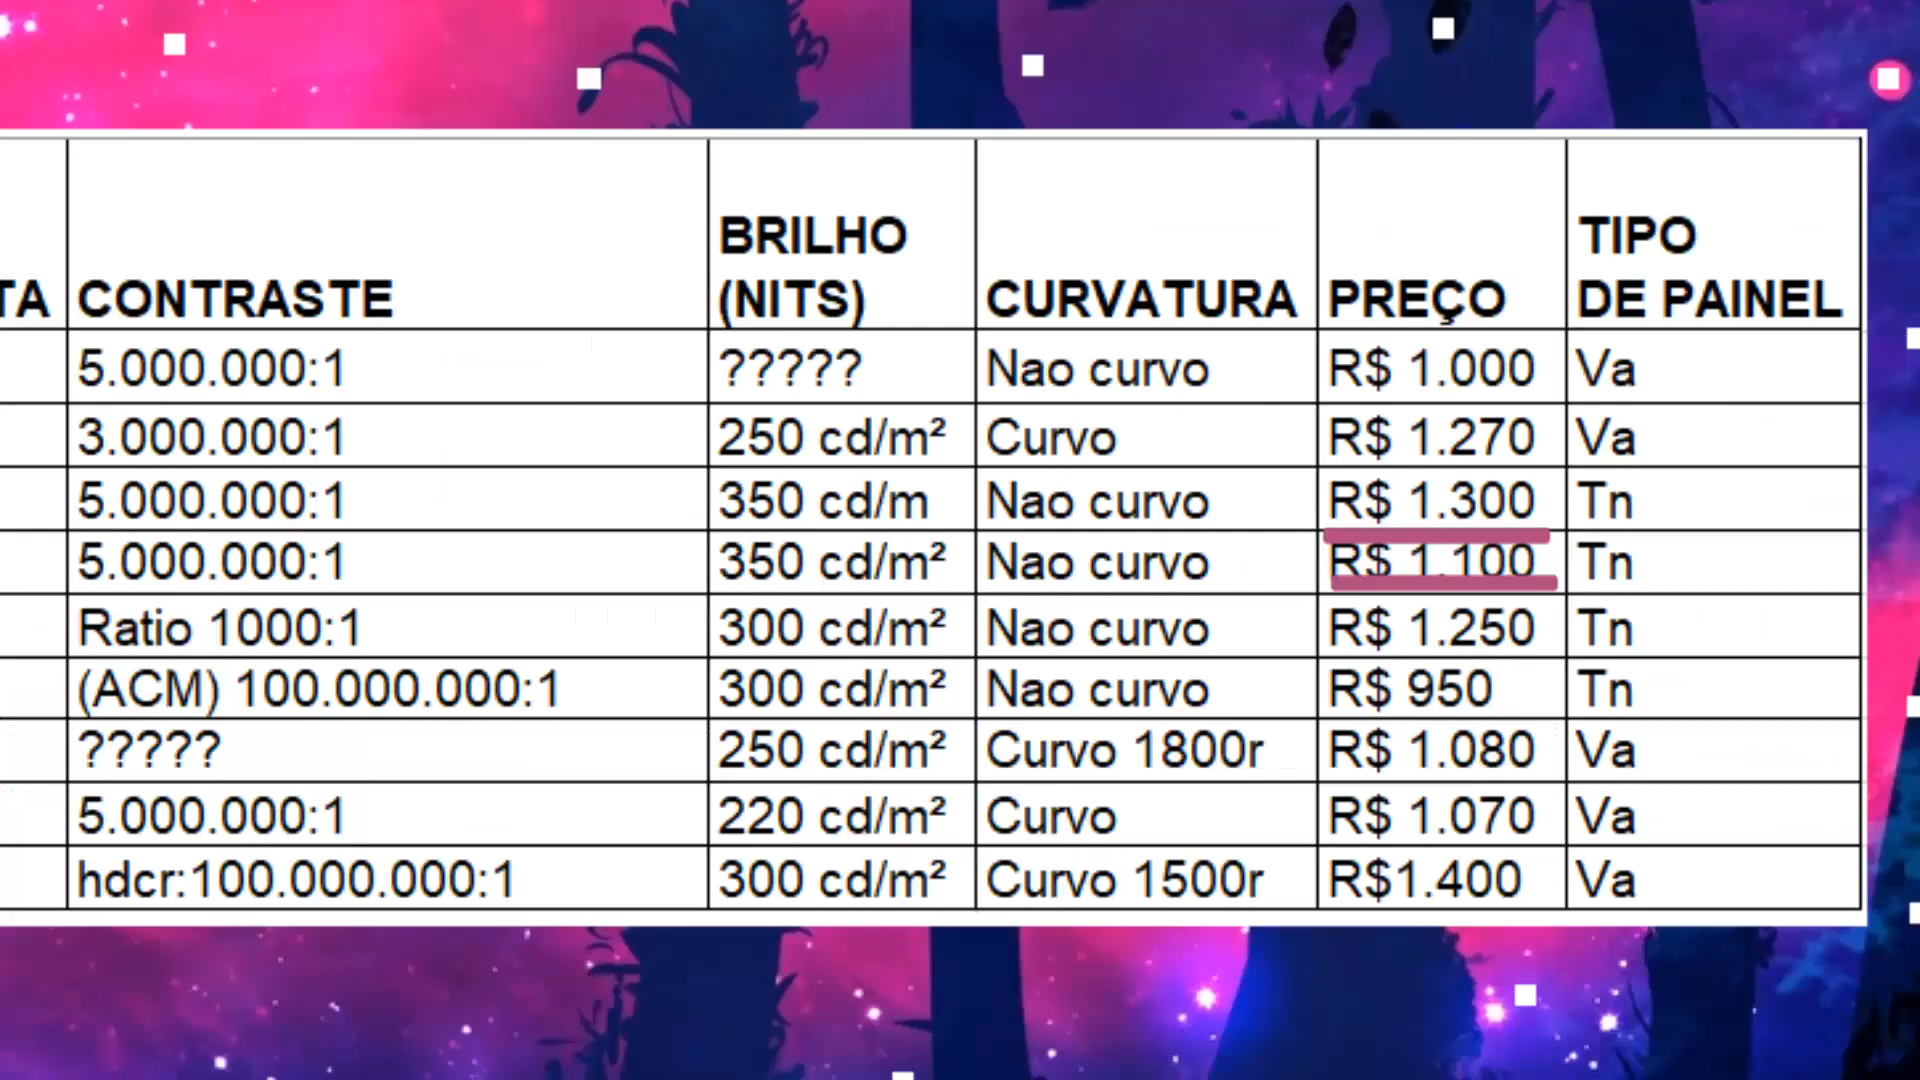 TA CONTRASTE BRILHO (NITS) CURVATURA PREÇO TIPO DE PAINEL
5.000.000:1 ????? Nao curvo R$ 1.000 Va
3.000.000:1 250 cd/m² Curvo R$ 1.270 Va
5.000.000:1 350 cd/m Nao curvo R$ 1.300 Tn
5.000.000:1 350 cd/m² Nao curvo R$ 1.100 Tn
Ratio 1000:1 300 cd/m² Nao curvo R$ 1.250 Tn
(ACM) 100.000.000:1 300 cd/m² Nao curvo R$ 950 Tn
????? 250 cd/m² Curvo 1800r R$ 1.080 Va
5.000.000:1 220 cd/m² Curvo R$ 1.070 Va
hdcr:100.000.000:1 300 cd/m² Curvo 1500r R$1.400 Va